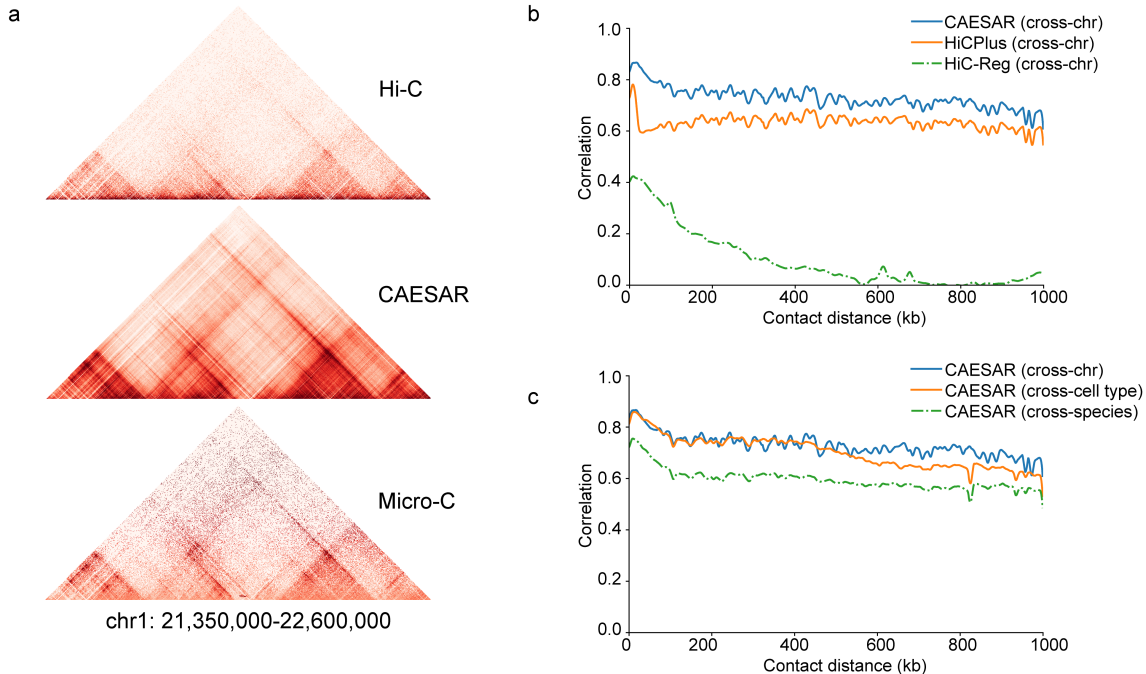 a
Hi-C
CAESAR
Micro-C
chr1: 21,350,000-22,600,000
b
CAESAR (cross-chr)
HiCPlus (cross-chr)
HiC-Reg (cross-chr)
1.0
0.8
0.6
0.4
0.2
0.0
Correlation
0 200 400 600 800 1000
Contact distance (kb)
c
CAESAR (cross-chr)
CAESAR (cross-cell type)
CAESAR (cross-species)
1.0
0.8
0.6
0.4
0.2
0.0
Correlation
0 200 400 600 800 1000
Contact distance (kb)